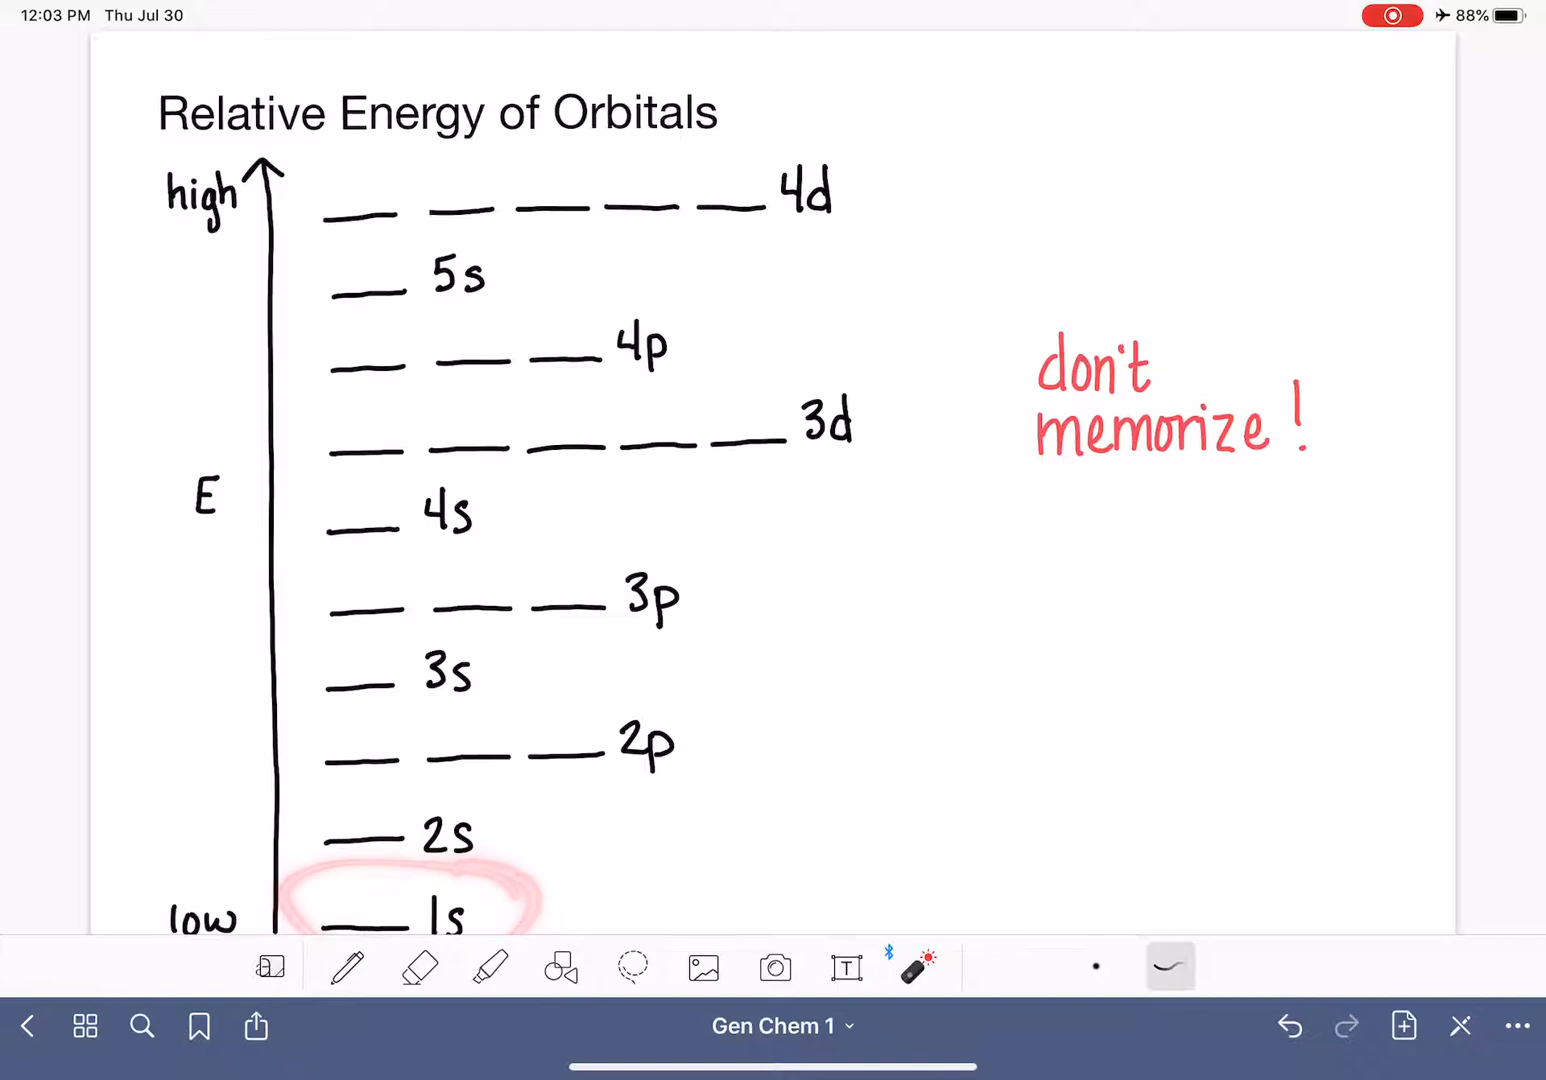 12:03 PM Thu Jul 30
88%
Relative Energy of Orbitals
high
4d
5s
4p
don't
memorize!
3d
E
4s
3p
3s
2p
2s
low
1s
T
Gen Chem 1